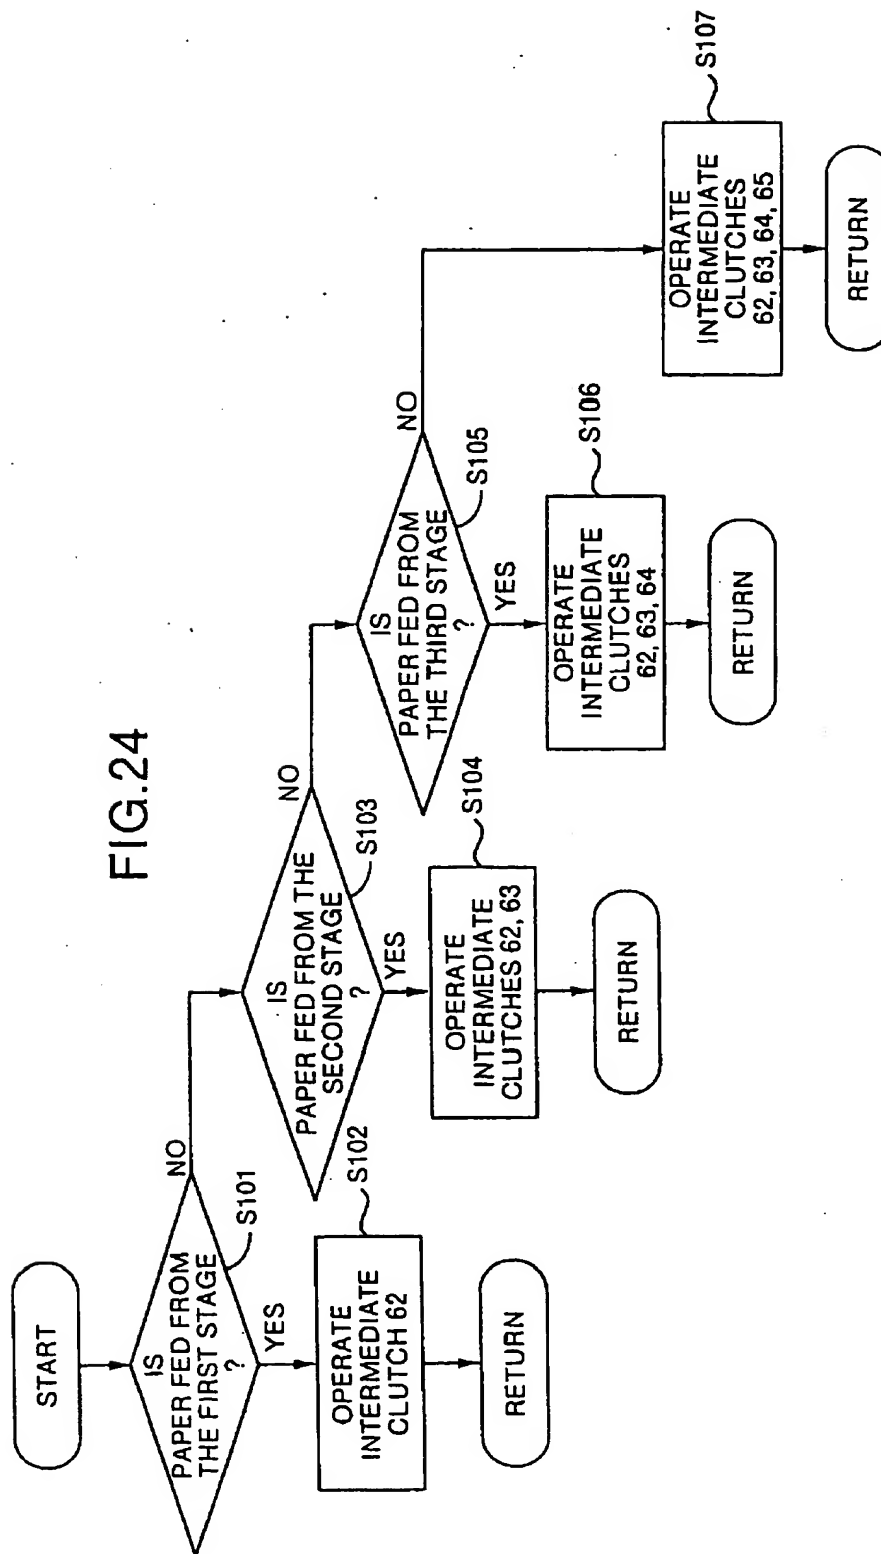 FIG.24
START
IS
PAPER FED FROM
THE FIRST STAGE
?
S101
NO
YES
OPERATE
INTERMEDIATE
CLUTCH 62
S102
RETURN
IS
PAPER FED FROM THE
SECOND STAGE
?
S103
NO
YES
OPERATE
INTERMEDIATE
CLUTCHES 62, 63
S104
RETURN
IS
PAPER FED FROM
THE THIRD STAGE
?
S105
NO
YES
OPERATE
INTERMEDIATE
CLUTCHES
62, 63, 64
S106
RETURN
OPERATE
INTERMEDIATE
CLUTCHES
62, 63, 64, 65
S107
RETURN